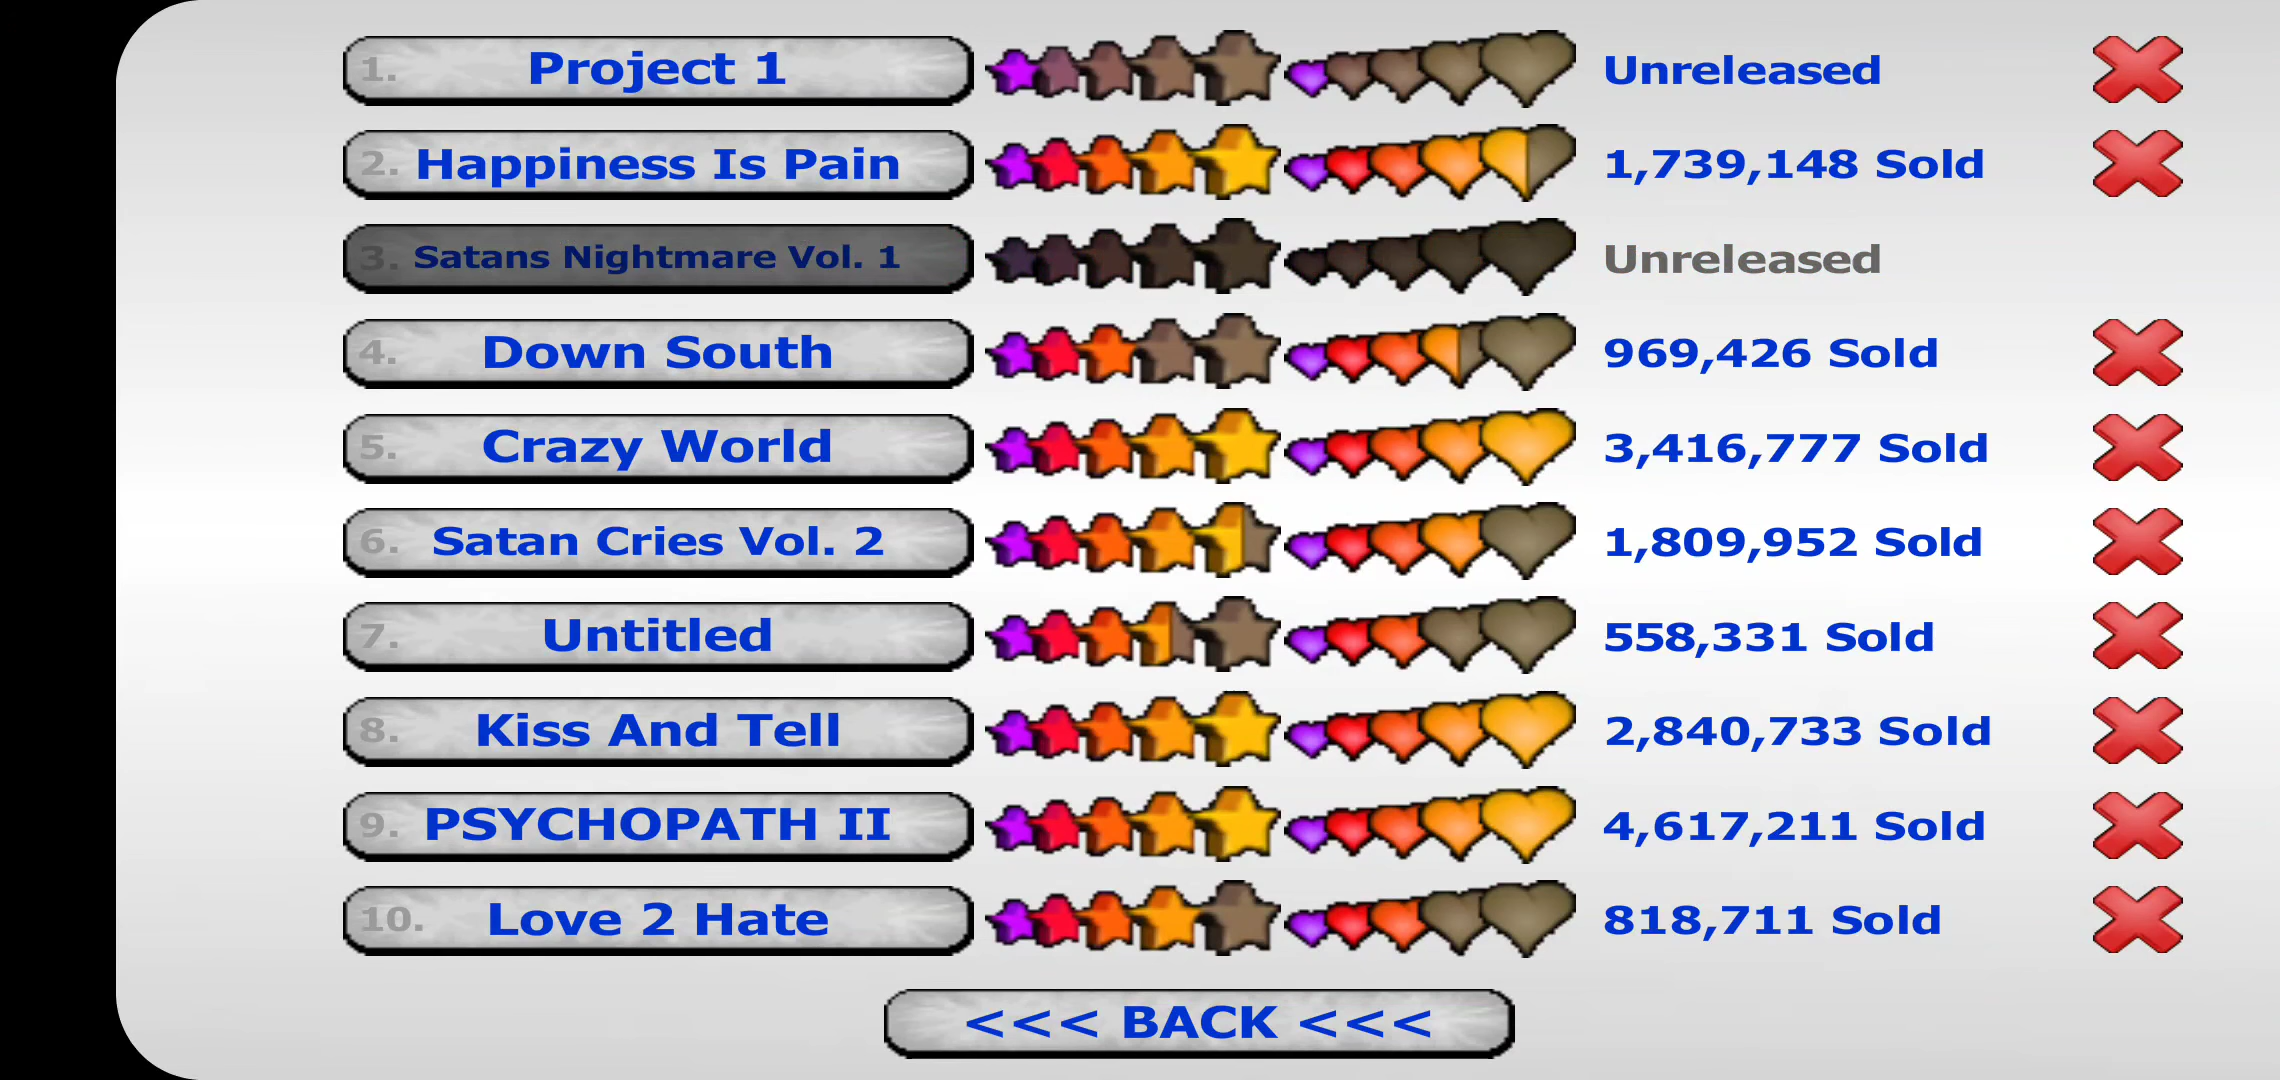 1. Project 1 Unreleased
2. Happiness Is Pain 1,739,148 Sold
3. Satans Nightmare Vol. 1 Unreleased
4. Down South 969,426 Sold
5. Crazy World 3,416,777 Sold
6. Satan Cries Vol. 2 1,809,952 Sold
7. Untitled 558,331 Sold
8. Kiss And Tell 2,840,733 Sold
9. PSYCHOPATH II 4,617,211 Sold
10. Love 2 Hate 818,711 Sold
<<< BACK <<<